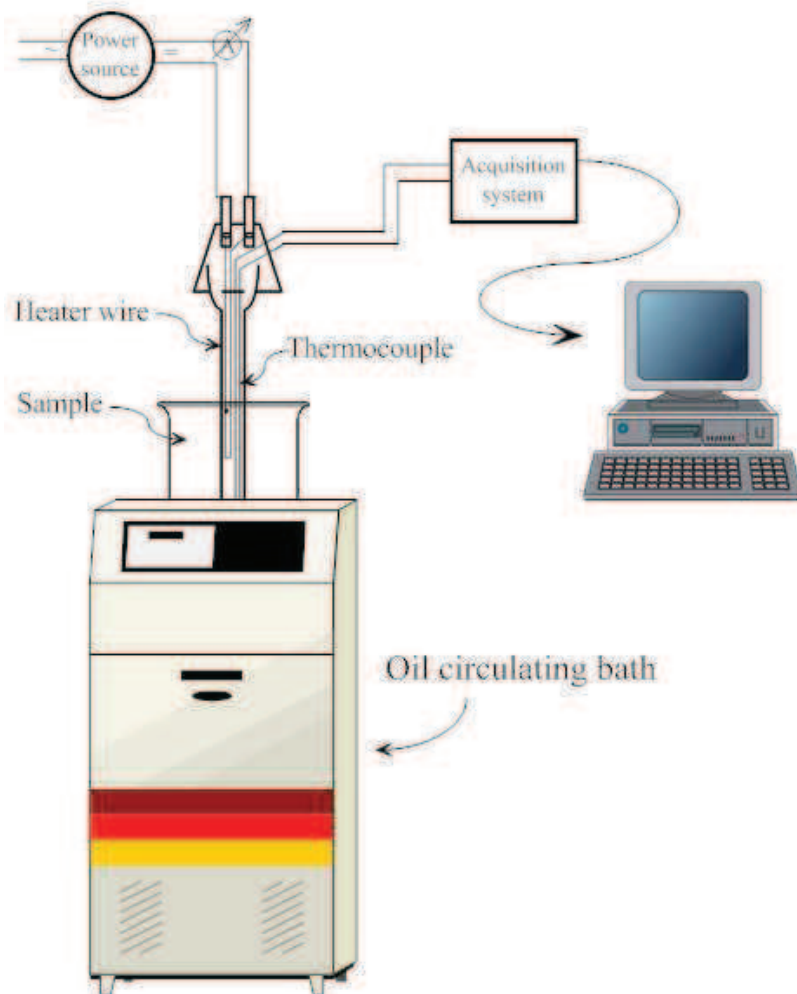 ~
Power
source
=
A
Acquisition
system
Heater wire
Thermocouple
Sample
Oil circulating bath